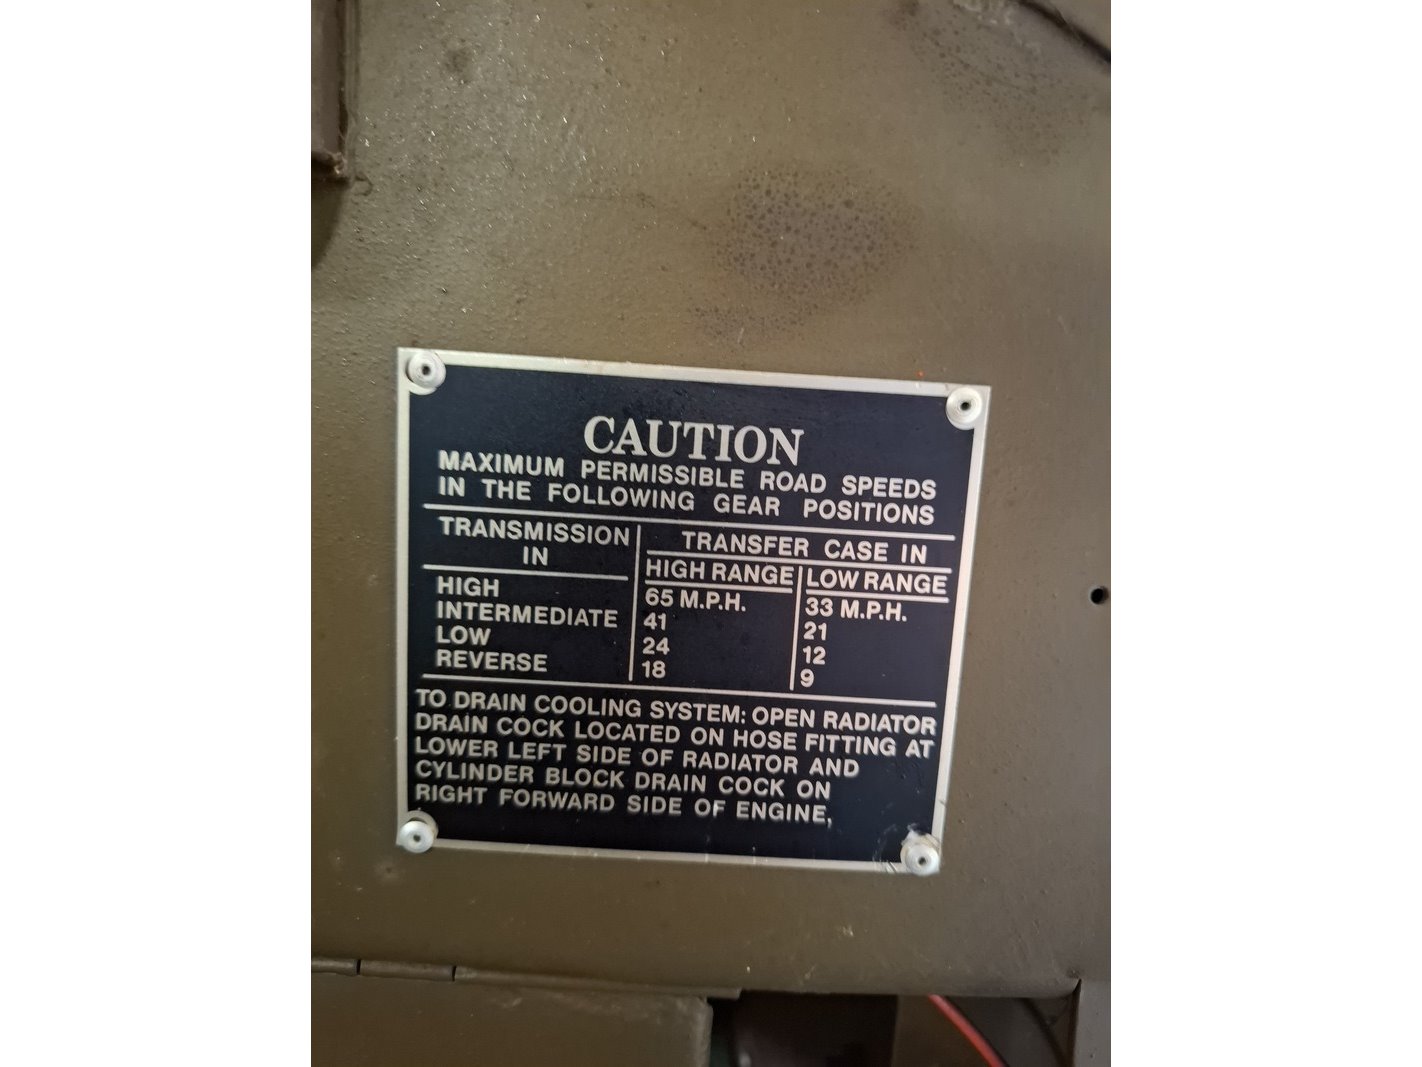 CAUTION
MAXIMUM PERMISSIBLE ROAD SPEEDS
IN THE FOLLOWING GEAR POSITIONS
TRANSMISSION IN
TRANSFER CASE IN
HIGH RANGE LOW RANGE
HIGH 65 M.P.H. 33 M.P.H.
INTERMEDIATE 41 21
LOW 24 12
REVERSE 18 9
TO DRAIN COOLING SYSTEM: OPEN RADIATOR
DRAIN COCK LOCATED ON HOSE FITTING AT
LOWER LEFT SIDE OF RADIATOR AND
CYLINDER BLOCK DRAIN COCK ON
RIGHT FORWARD SIDE OF ENGINE,